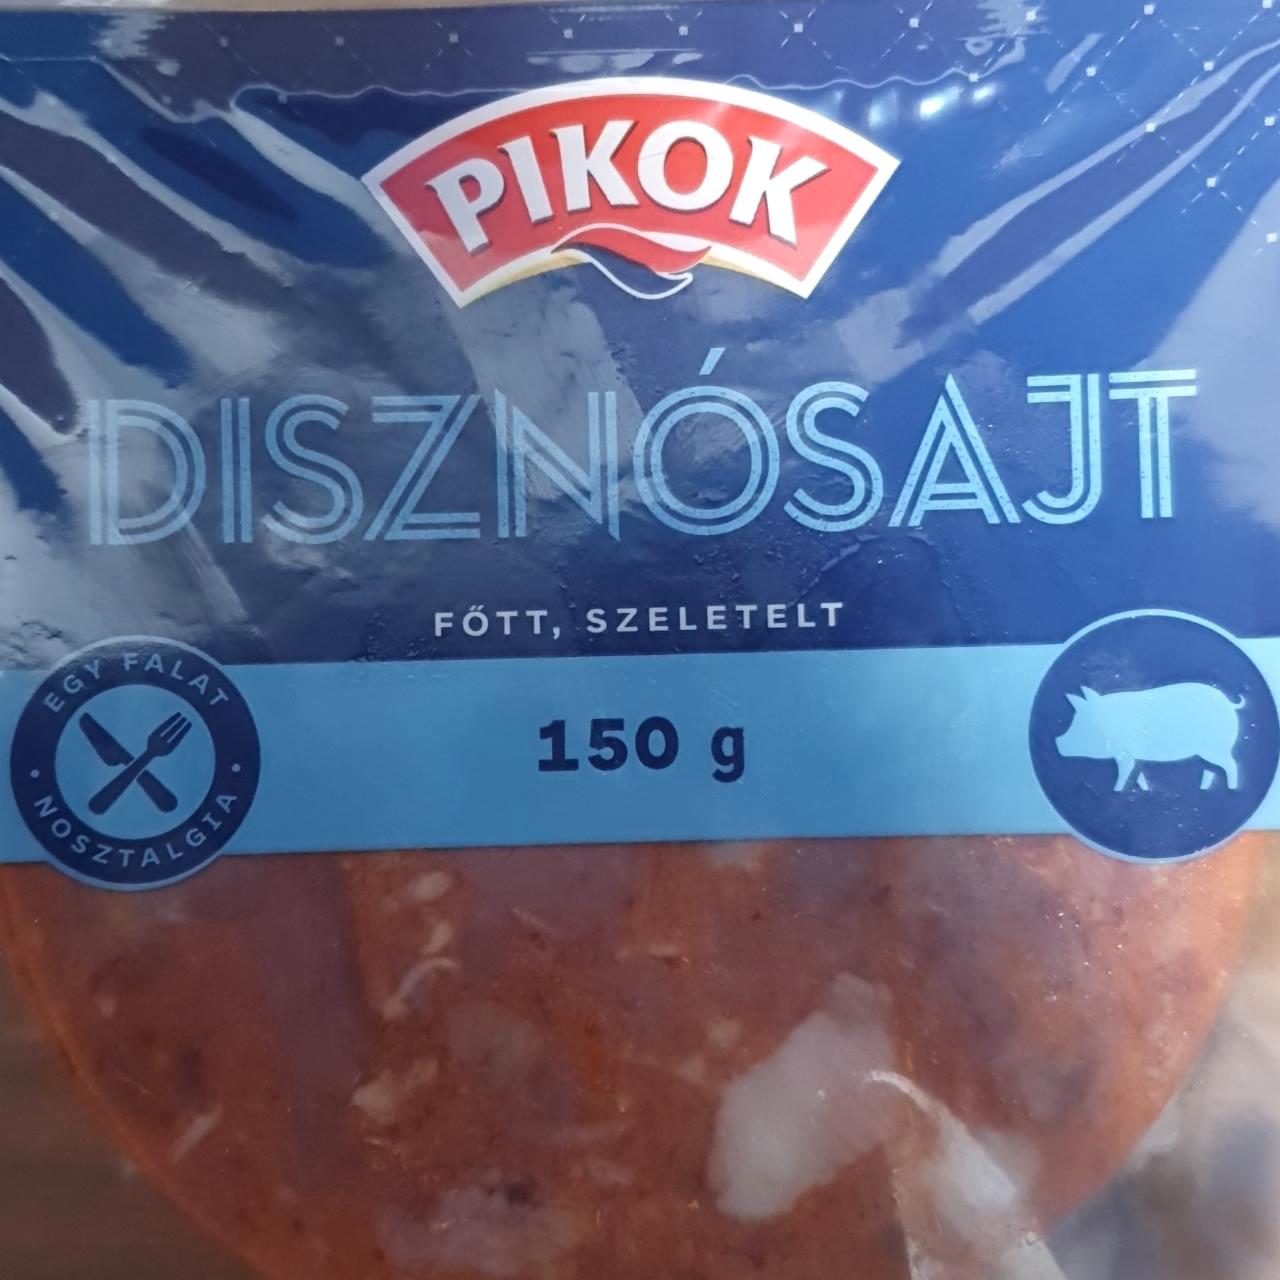 PIKOK
DISZNÓSAJT
FŐTT, SZELETELT
EGY FALAT
NOSZTALGIA
150 g